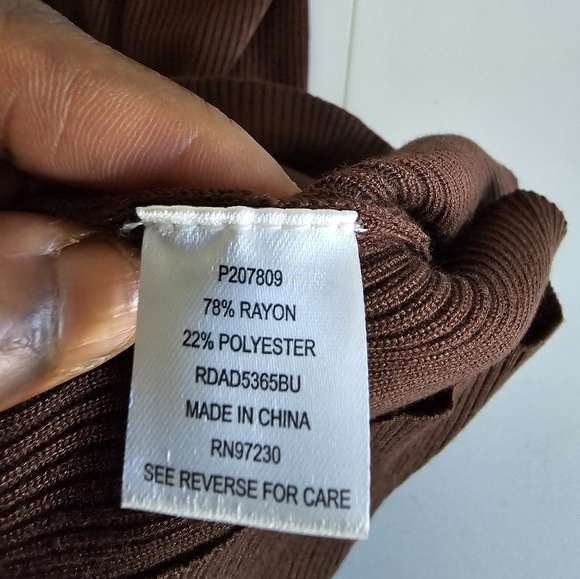 P207809
78% RAYON
22% POLYESTER
RDAD5365BU
MADE IN CHINA
RN97230
SEE REVERSE FOR CARE